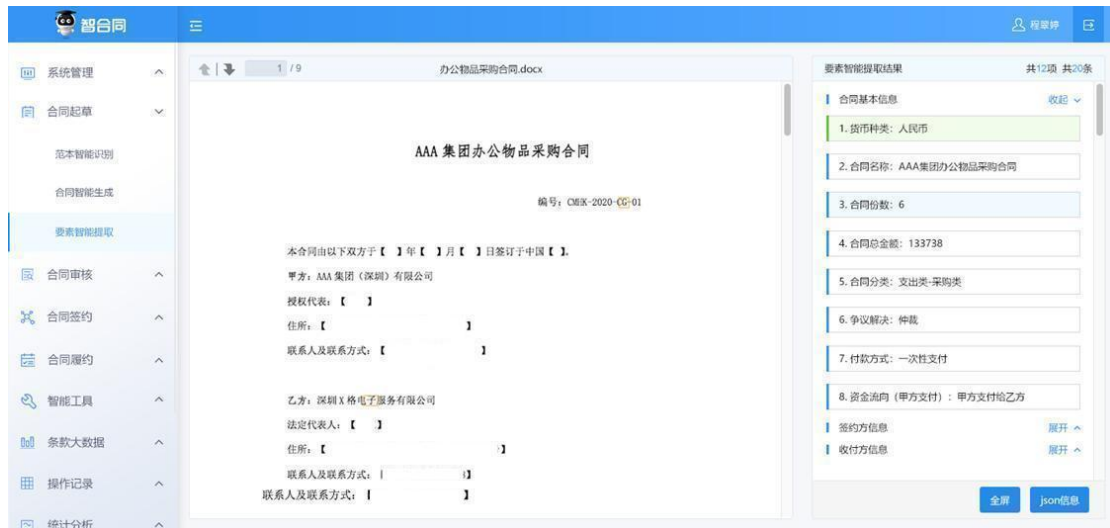 智合同
程翠婷
系统管理
合同起草
范本智能识别
合同智能生成
要素智能提取
合同审核
合同签约
合同履约
智能工具
条款大数据
操作记录
统计分析
1 / 9
办公物品采购合同.docx
AAA 集团办公物品采购合同
编号：CMHK-2020-CG-01
本合同由以下双方于【 】年【 】月【 】日签订于中国【 】。
甲方：AAA 集团（深圳）有限公司
授权代表：【 】
住所：【 】
联系人及联系方式：【 】
乙方：深圳 X 格电子服务有限公司
法定代表人：【 】
住所：【 】
联系人及联系方式：【 】
联系人及联系方式：【 】
要素智能提取结果 共12项 共20条
合同基本信息 收起
1. 货币种类：人民币
2. 合同名称：AAA集团办公物品采购合同
3. 合同份数：6
4. 合同总金额：133738
5. 合同分类：支出类-采购类
6. 争议解决：仲裁
7. 付款方式：一次性支付
8. 资金流向（甲方支付）：甲方支付给乙方
签约方信息 展开
收付方信息 展开
全屏 json信息